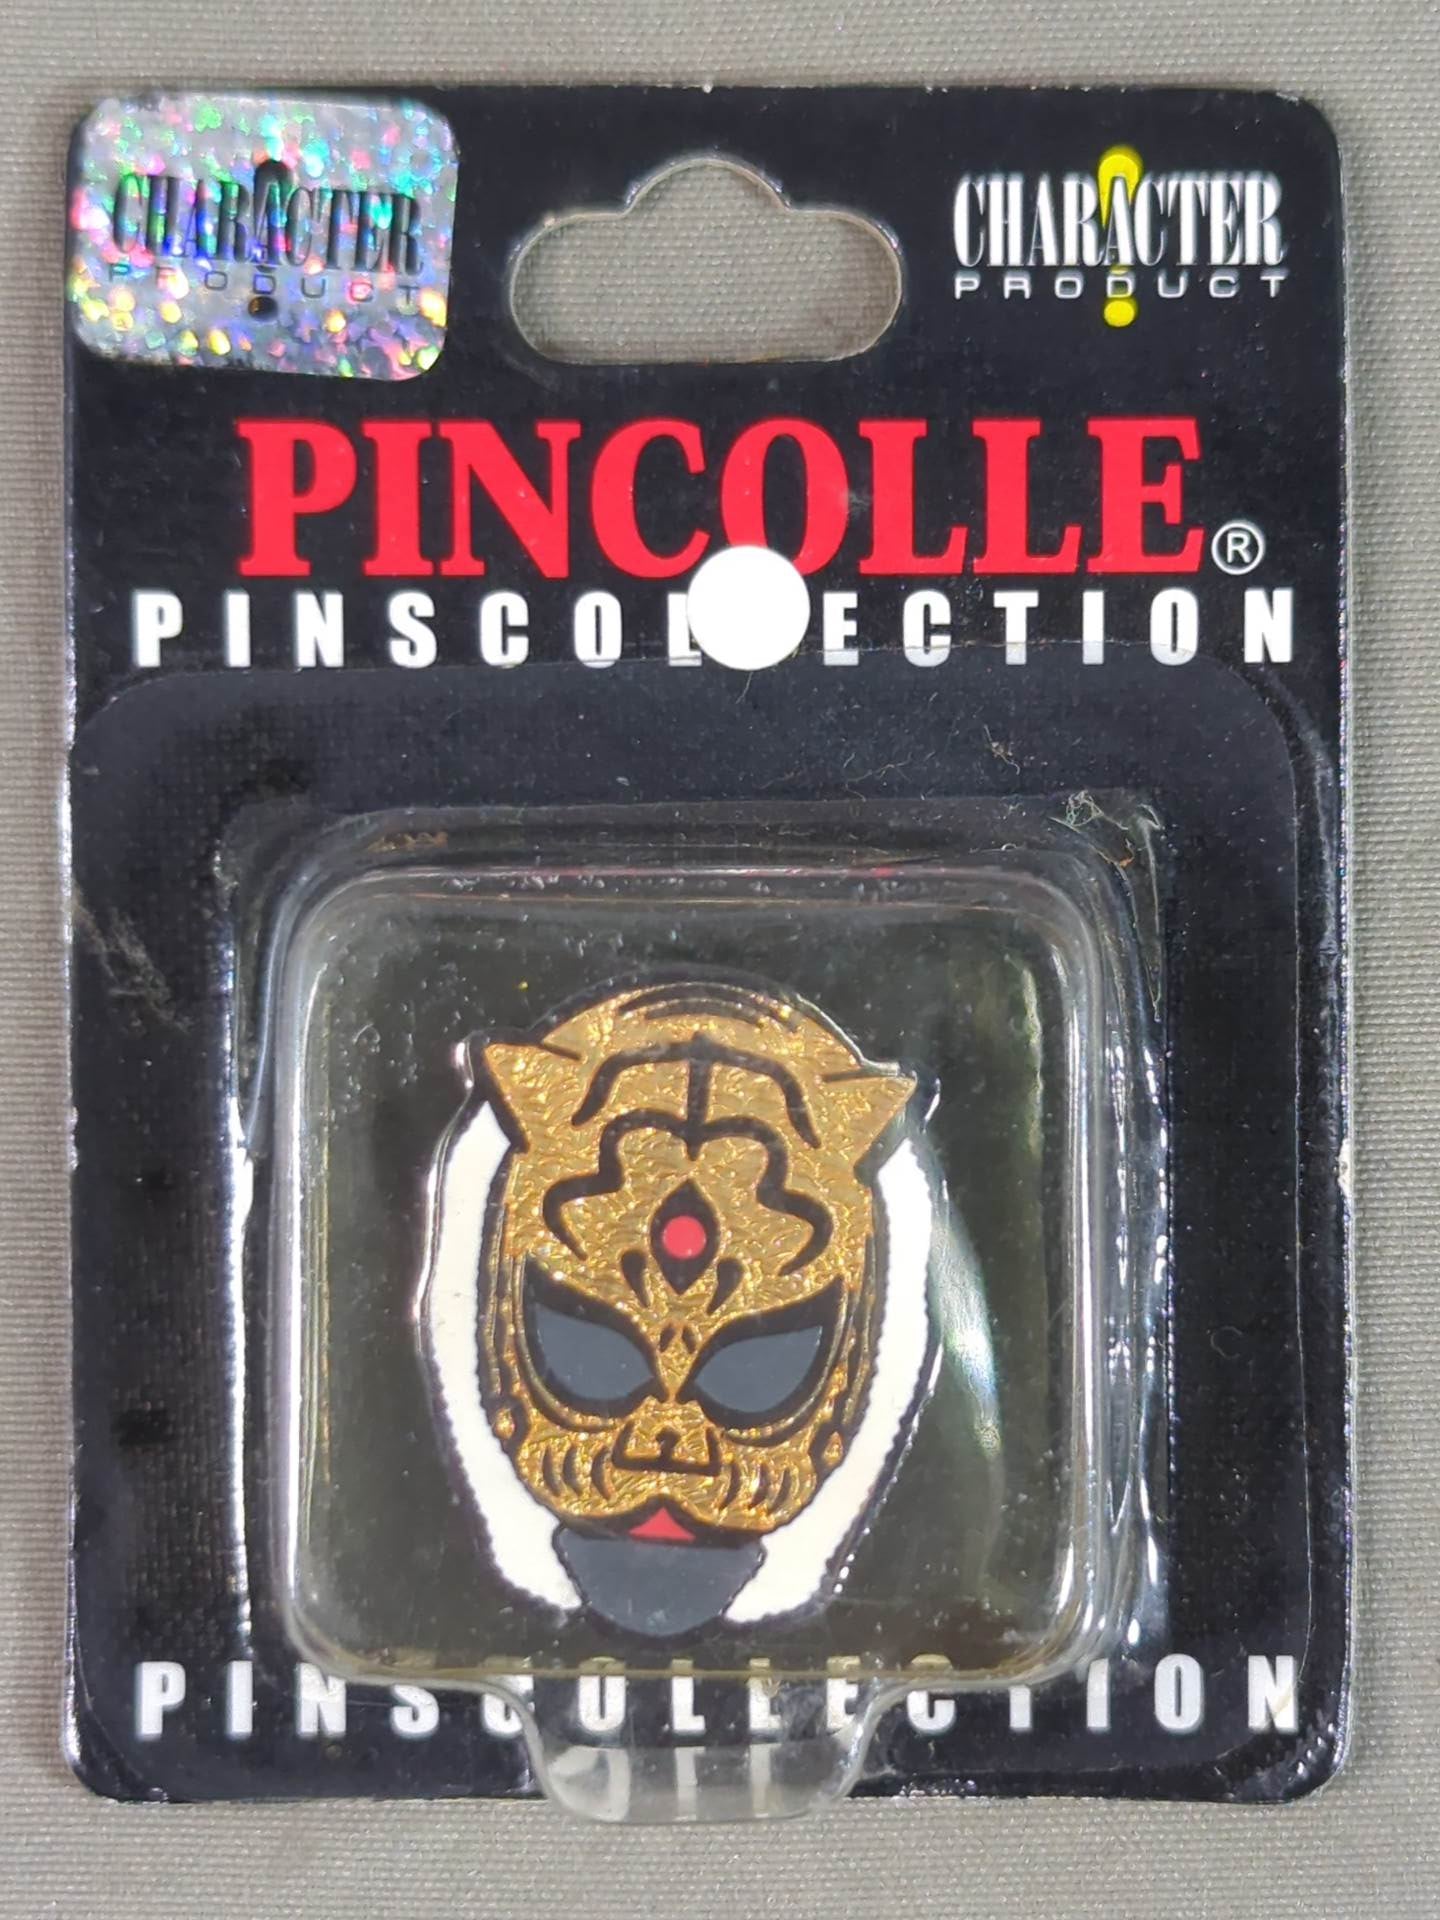 CHARACTER
PRODUCT
CHARACTER
PRODUCT
PINCOLLE®
PINSCOLLECTION
PINSCOLLECTION